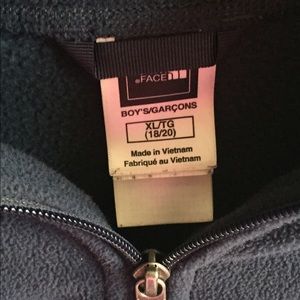 FACE
BOY'S/GARÇONS
XL/TG
(18/20)
Made in Vietnam
Fabriqué au Vietnam